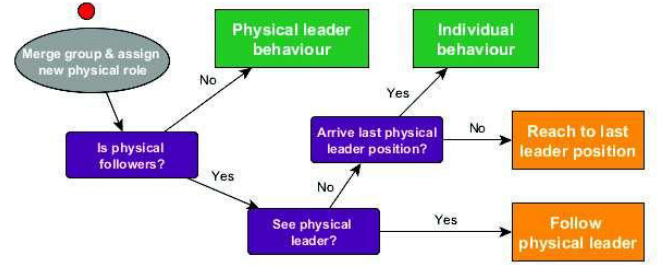 Merge group & assign
new physical role
Physical leader
behaviour
Individual
behaviour
No
Yes
Is physical
followers?
Arrive last physical
leader position?
No
Reach to last
leader position
Yes
No
See physical
leader?
Yes
Follow
physical leader